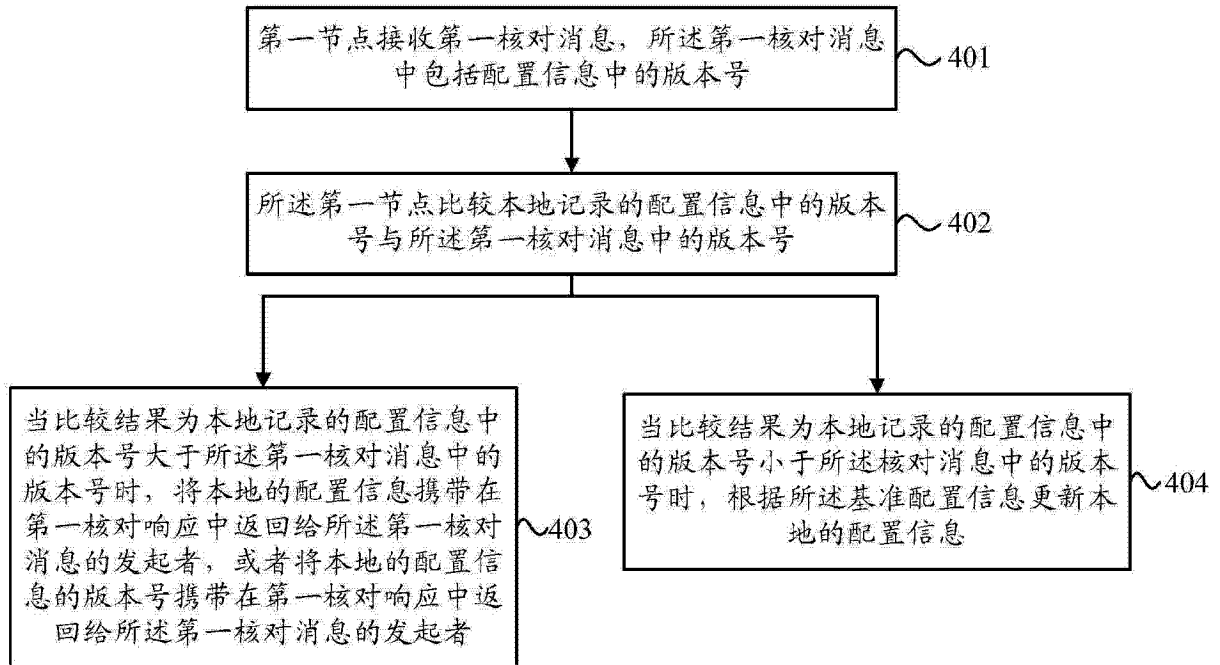 第一节点接收第一核对消息，所述第一核对消息
中包括配置信息中的版本号
401
所述第一节点比较本地记录的配置信息中的版本
号与所述第一核对消息中的版本号
402
当比较结果为本地记录的配置信息中
的版本号大于所述第一核对消息中的
版本号时，将本地的配置信息携带在
第一核对响应中返回给所述第一核对
消息的发起者，或者将本地的配置信
息的版本号携带在第一核对响应中返
回给所述第一核对消息的发起者
403
当比较结果为本地记录的配置信息中
的版本号小于所述核对消息中的版本
号时，根据所述基准配置信息更新本
地的配置信息
404